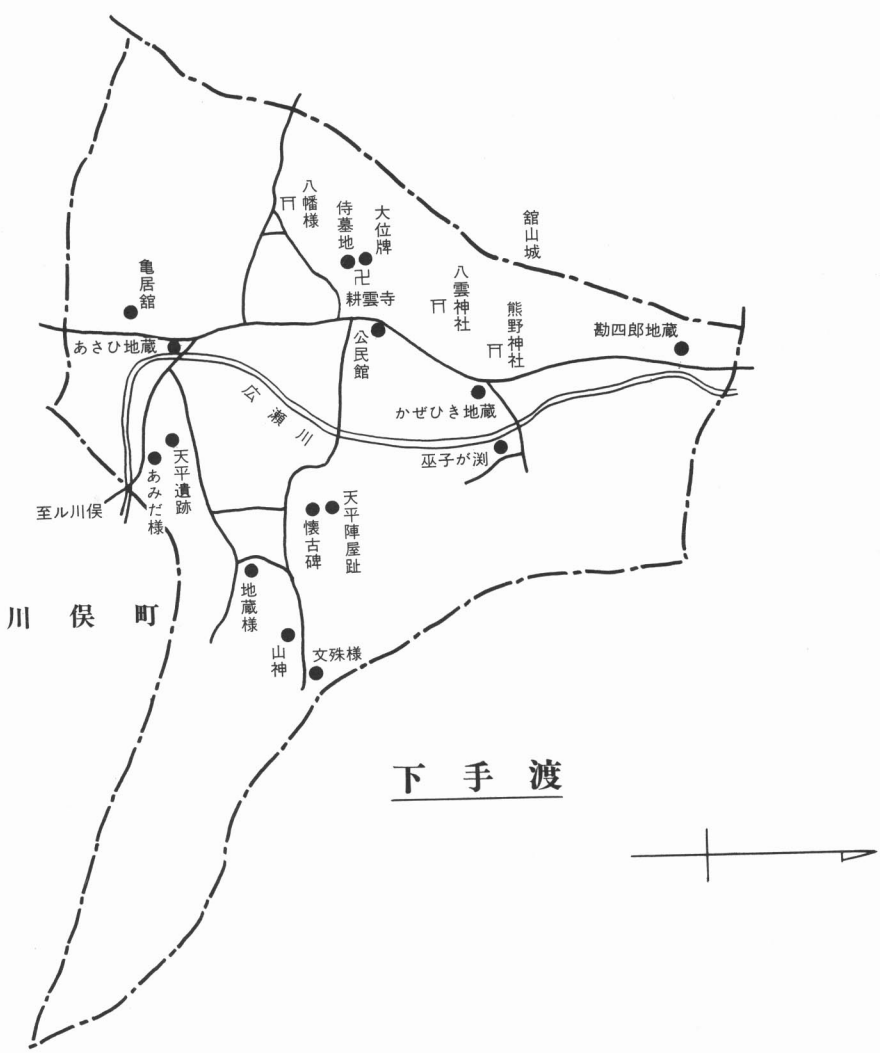 舘山城
八幡様
侍墓地
大位牌
耕雲寺
八雲神社
熊野神社
亀居舘
勘四郎地蔵
あさひ地蔵
公民館
かぜひき地蔵
広瀬川
巫子が渕
天平遺跡
あみだ様
至ル川俣
懐古碑
天平陣屋趾
地蔵様
川俣町
山神
文殊様
下手渡